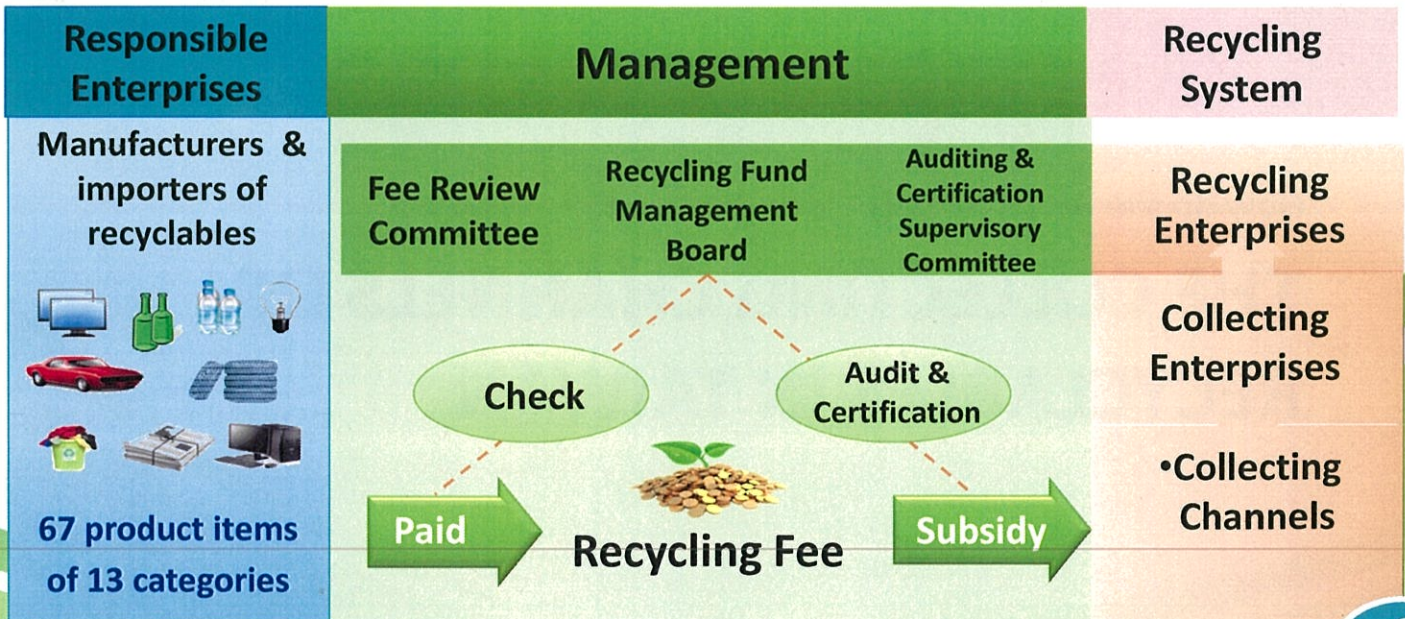 Responsible
Enterprises
Management
Recycling
System
Manufacturers &
importers of
recyclables
67 product items
of 13 categories
Fee Review
Committee
Recycling Fund
Management
Board
Auditing &
Certification
Supervisory
Committee
Check
Audit &
Certification
Paid
Recycling Fee
Subsidy
Recycling
Enterprises
Collecting
Enterprises
•Collecting
Channels